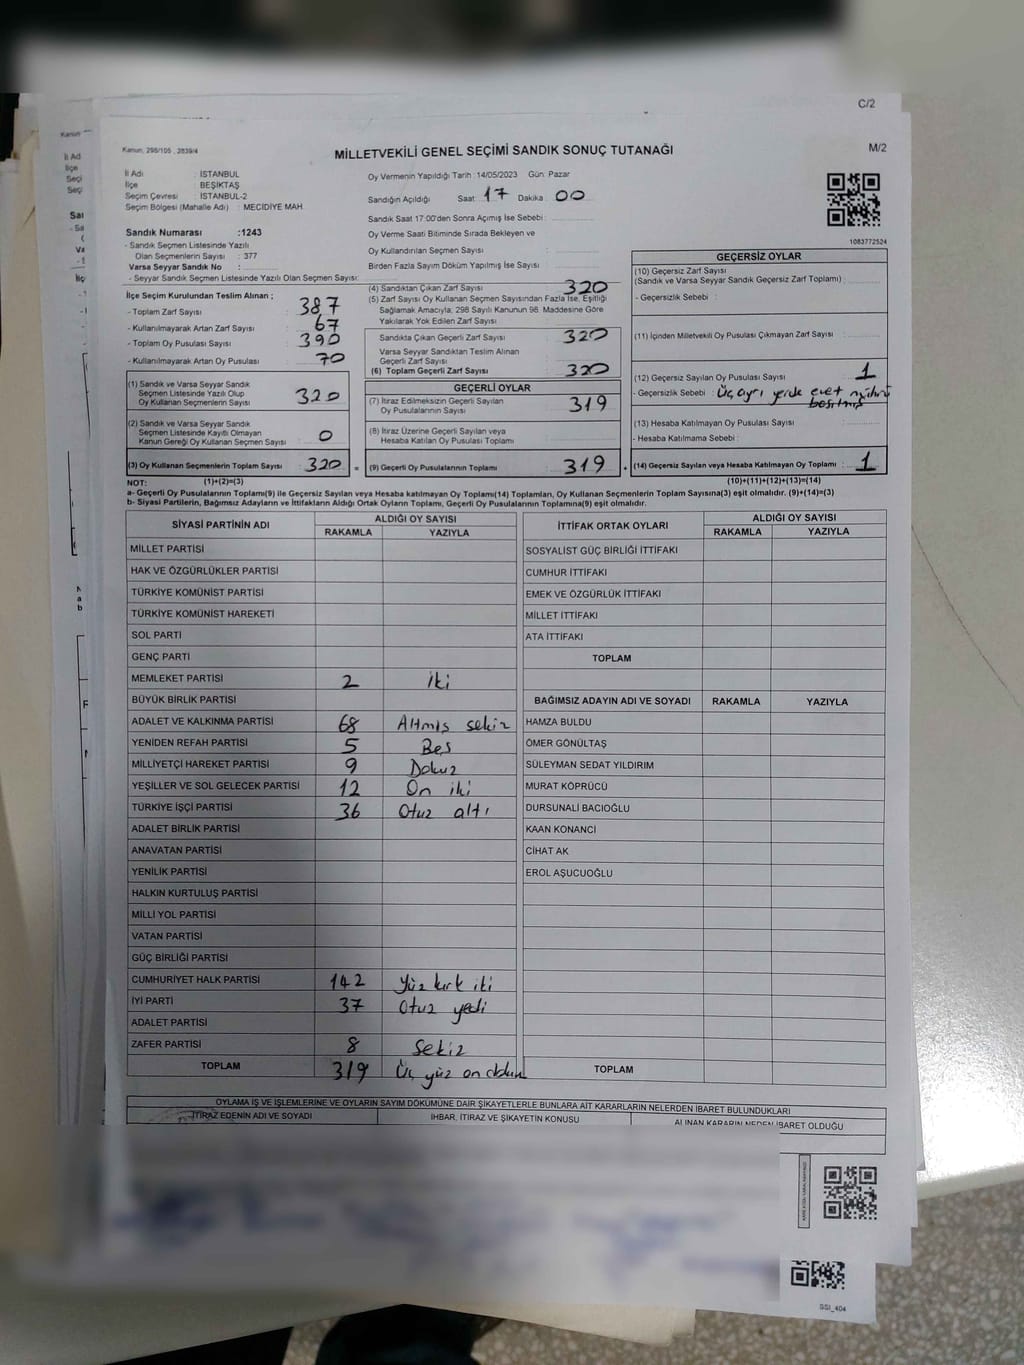 C/2
Kanun; 298/105 , 2839/4
MİLLETVEKİLİ GENEL SEÇİMİ SANDIK SONUÇ TUTANAĞI
M/2
İl Adı : İSTANBUL
İlçe : BEŞİKTAŞ
Seçim Çevresi : İSTANBUL-2
Seçim Bölgesi (Mahalle Adı) : MECİDİYE MAH.
Oy Vermenin Yapıldığı Tarih : 14/05/2023 Gün: Pazar
Sandığın Açıldığı Saat : 17 Dakika : 00
Sandık Saat 17:00'den Sonra Açımış İse Sebebi :
Oy Verme Saati Bitiminde Sırada Bekleyen ve
Oy Kullandırılan Seçmen Sayısı :
Birden Fazla Sayım Döküm Yapılmış İse Sayısı :
1083772524
Sandık Numarası :1243
- Sandık Seçmen Listesinde Yazılı
Olan Seçmenlerin Sayısı : 377
Varsa Seyyar Sandık No :
- Seyyar Sandık Seçmen Listesinde Yazılı Olan Seçmen Sayısı:
İlçe Seçim Kurulundan Teslim Alınan ;
- Toplam Zarf Sayısı : 387
- Kullanılmayarak Artan Zarf Sayısı : 67
- Toplam Oy Pusulası Sayısı : 390
- Kullanılmayarak Artan Oy Pusulası : 70
(4) Sandıktan Çıkan Zarf Sayısı : 320
(5) Zarf Sayısı Oy Kullanan Seçmen Sayısından Fazla İse, Eşitliği
Sağlamak Amacıyla, 298 Sayılı Kanunun 98. Maddesine Göre
Yakılarak Yok Edilen Zarf Sayısı :
Sandıkta Çıkan Geçerli Zarf Sayısı : 320
Varsa Seyyar Sandıktan Teslim Alınan
Geçerli Zarf Sayısı :
(6) Toplam Geçerli Zarf Sayısı : 320
GEÇERSİZ OYLAR
(10) Geçersiz Zarf Sayısı
(Sandık ve Varsa Seyyar Sandık Geçersiz Zarf Toplamı) :
- Geçersizlik Sebebi :
(11) İçinden Milletvekili Oy Pusulası Çıkmayan Zarf Sayısı :
(12) Geçersiz Sayılan Oy Pusulası Sayısı : 1
- Geçersizlik Sebebi : Üç ayrı yerde evet mührü
basılmış
(13) Hesaba Katılmayan Oy Pusulası Sayısı :
- Hesaba Katılmama Sebebi :
(14) Geçersiz Sayılan veya Hesaba Katılmayan Oy Toplamı : 1
(1) Sandık ve Varsa Seyyar Sandık
Seçmen Listesinde Yazılı Olup
Oy Kullanan Seçmenlerin Sayısı : 320
(2) Sandık ve Varsa Seyyar Sandık
Seçmen Listesinde Kayıtlı Olmayan
Kanun Gereği Oy Kullanan Seçmen Sayısı : 0
(3) Oy Kullanan Seçmenlerin Toplam Sayısı : 320 =
GEÇERLİ OYLAR
(7) İtiraz Edilmeksizin Geçerli Sayılan
Oy Pusulalarının Sayısı : 319
(8) İtiraz Üzerine Geçerli Sayılan veya
Hesaba Katılan Oy Pusulası Toplamı :
(9) Geçerli Oy Pusulalarının Toplamı : 319 +
NOT: (1)+(2)=(3) (10)+(11)+(12)+(13)=(14)
a- Geçerli Oy Pusulalarının Toplamı(9) ile Geçersiz Sayılan veya Hesaba katılmayan Oy Toplamı(14) Toplamları, Oy Kullanan Seçmenlerin Toplam Sayısına(3) eşit olmalıdır. (9)+(14)=(3)
b- Siyasi Partilerin, Bağımsız Adayların ve İttifakların Aldığı Ortak Oyların Toplamı, Geçerli Oy Pusulalarının Toplamına(9) eşit olmalıdır.
SİYASİ PARTİNİN ADI ALDIĞI OY SAYISI
RAKAMLA YAZIYLA
MİLLET PARTİSİ
HAK VE ÖZGÜRLÜKLER PARTİSİ
TÜRKİYE KOMÜNİST PARTİSİ
TÜRKİYE KOMÜNİST HAREKETİ
SOL PARTİ
GENÇ PARTİ
MEMLEKET PARTİSİ 2 iki
BÜYÜK BİRLİK PARTİSİ
ADALET VE KALKINMA PARTİSİ 68 Altmış sekiz
YENİDEN REFAH PARTİSİ 5 Beş
MİLLİYETÇİ HAREKET PARTİSİ 9 Dokuz
YEŞİLLER VE SOL GELECEK PARTİSİ 12 On iki
TÜRKİYE İŞÇİ PARTİSİ 36 Otuz altı
ADALET BİRLİK PARTİSİ
ANAVATAN PARTİSİ
YENİLİK PARTİSİ
HALKIN KURTULUŞ PARTİSİ
MİLLİ YOL PARTİSİ
VATAN PARTİSİ
GÜÇ BİRLİĞİ PARTİSİ
CUMHURİYET HALK PARTİSİ 142 Yüz kırk iki
İYİ PARTİ 37 Otuz yedi
ADALET PARTİSİ
ZAFER PARTİSİ 8 Sekiz
TOPLAM 319 Üç yüz on dokuz
İTTİFAK ORTAK OYLARI ALDIĞI OY SAYISI
RAKAMLA YAZIYLA
SOSYALİST GÜÇ BİRLİĞİ İTTİFAKI
CUMHUR İTTİFAKI
EMEK VE ÖZGÜRLÜK İTTİFAKI
MİLLET İTTİFAKI
ATA İTTİFAKI
TOPLAM
BAĞIMSIZ ADAYIN ADI VE SOYADI RAKAMLA YAZIYLA
HAMZA BULDU
ÖMER GÖNÜLTAŞ
SÜLEYMAN SEDAT YILDIRIM
MURAT KÖPRÜCÜ
DURSUNALİ BACIOĞLU
KAAN KONANCI
CİHAT AK
EROL AŞUCUOĞLU
TOPLAM
OYLAMA İŞ VE İŞLEMLERİNE VE OYLARIN SAYIM DÖKÜMÜNE DAİR ŞİKAYETLERLE BUNLARA AİT KARARLARIN NELERDEN İBARET BULUNDUKLARI
İTİRAZ EDENİN ADI VE SOYADI İHBAR, İTİRAZ VE ŞİKAYETİN KONUSU ALINAN KARARIN NEDEN İBARET OLDUĞU
GSI_404